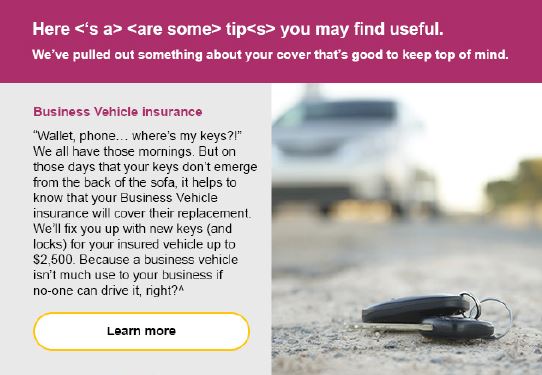 Here <‘s a> <are some> tip<s> you may find useful.
We’ve pulled out something about your cover that’s good to keep top of mind.
Business Vehicle insurance
“Wallet, phone… where’s my keys?!”
We all have those mornings. But on
those days that your keys don’t emerge
from the back of the sofa, it helps to
know that your Business Vehicle
insurance will cover their replacement.
We’ll fix you up with new keys (and
locks) for your insured vehicle up to
$2,500. Because a business vehicle
isn’t much use to your business if
no-one can drive it, right?^
Learn more